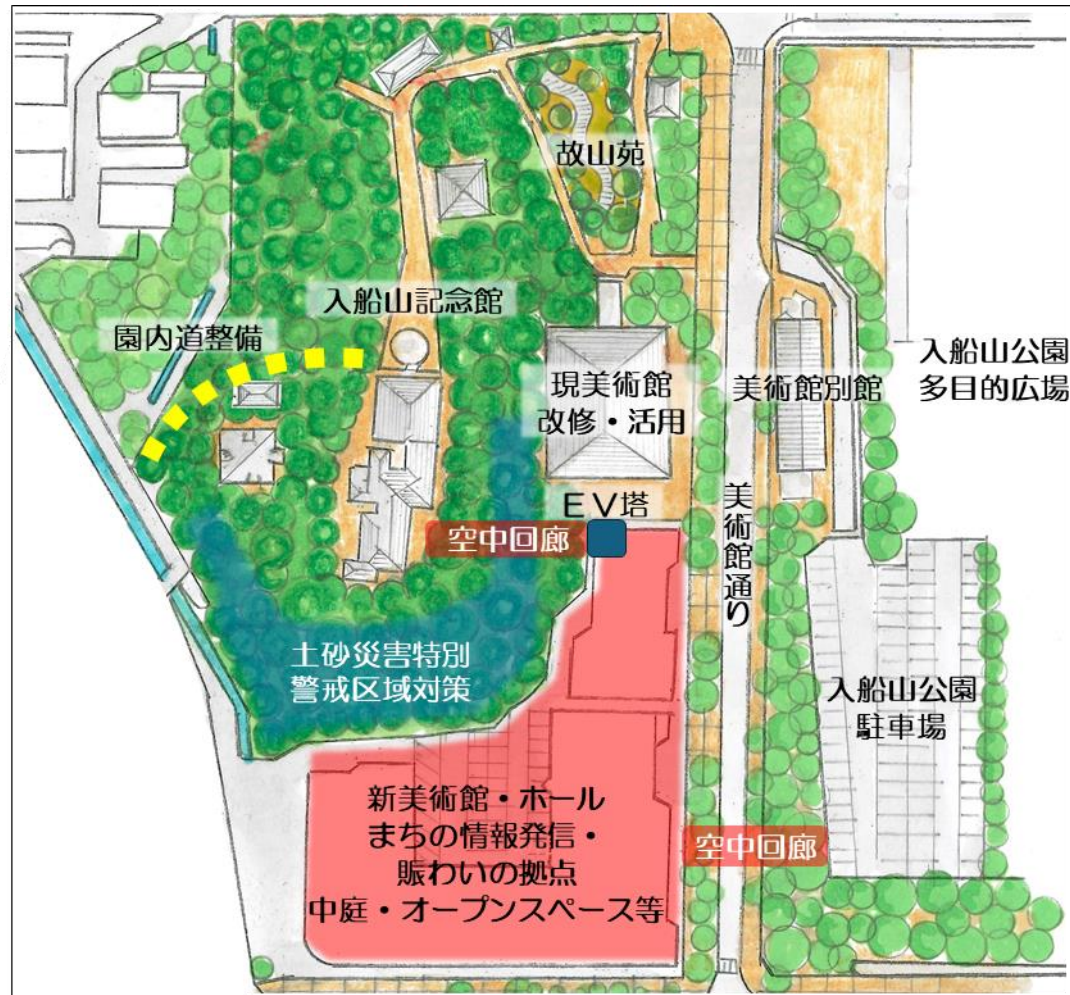 故山苑
入船山記念館
園内道整備
現美術館
改修・活用
美術館別館
入船山公園
多目的広場
ＥＶ塔
空中回廊
美術館通り
土砂災害特別
警戒区域対策
入船山公園
駐車場
新美術館・ホール
まちの情報発信・
賑わいの拠点
中庭・オープンスペース等
空中回廊